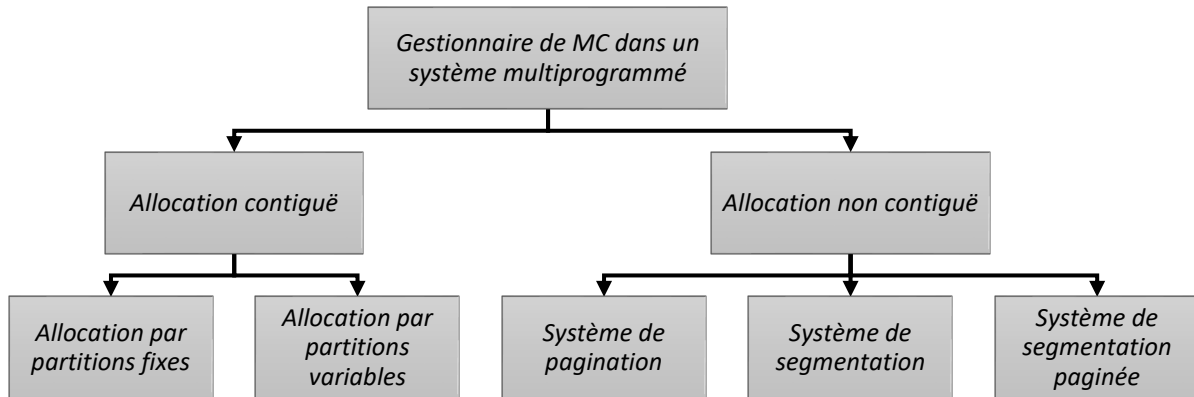 Gestionnaire de MC dans un
système multiprogrammé
Allocation contiguë
Allocation non contiguë
Allocation par
partitions fixes
Allocation par
partitions
variables
Système de
pagination
Système de
segmentation
Système de
segmentation
paginée